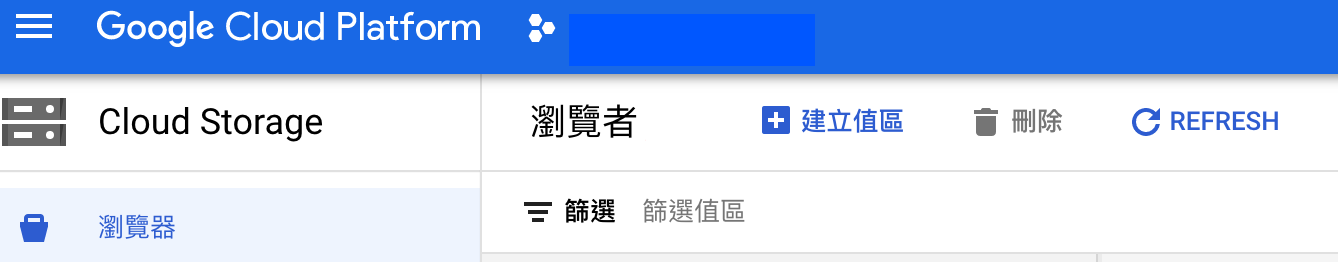 Google Cloud Platform
Cloud Storage
瀏覽者
建立值區
刪除
REFRESH
瀏覽器
篩選
篩選值區